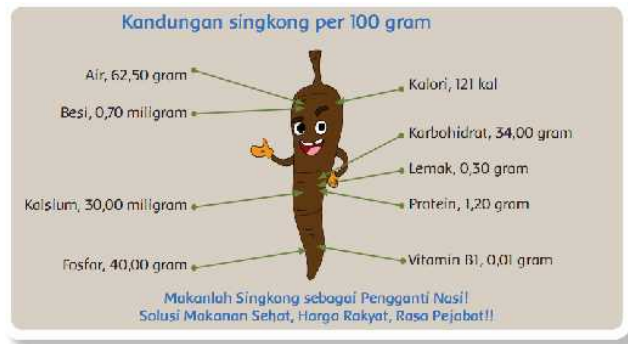 Kandungan singkong per 100 gram
Air, 62,50 gram
Besi, 0,70 miligram
Kalsium, 30,00 miligram
Fosfor, 40,00 gram
Kalori, 121 kal
Karbohidrat, 34,00 gram
Lemak, 0,30 gram
Protein, 1,20 gram
Vitamin B1, 0,01 gram
Makanlah Singkong sebagai Pengganti Nasi!
Solusi Makanan Sehat, Harga Rakyat, Rasa Pejabat!!